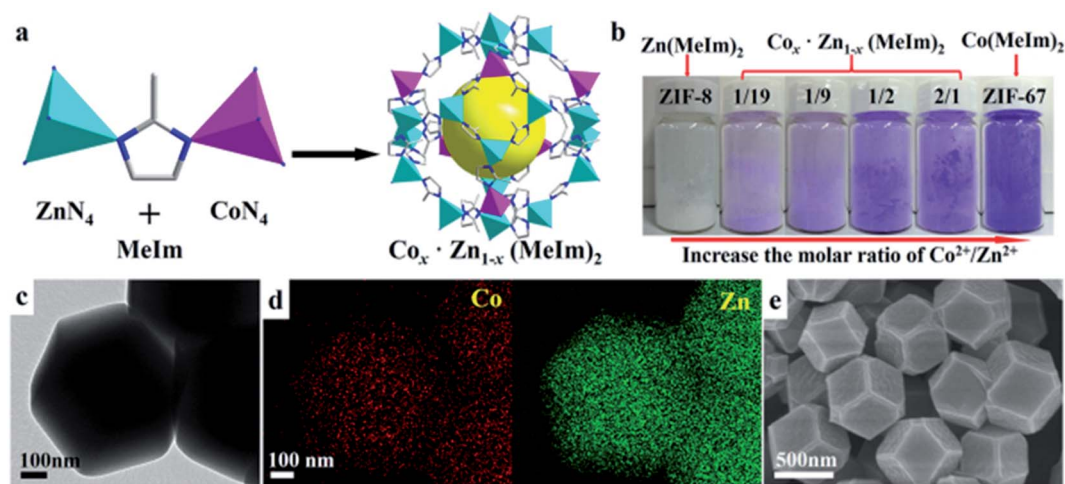 a
ZnN₄ + CoN₄
MeIm
Coₓ · Zn₁₋ₓ (MeIm)₂
b
Zn(MeIm)₂ Coₓ · Zn₁₋ₓ (MeIm)₂ Co(MeIm)₂
ZIF-8 1/19 1/9 1/2 2/1 ZIF-67
Increase the molar ratio of Co²⁺/Zn²⁺
c
100nm
d Co Zn
100 nm
e
500nm